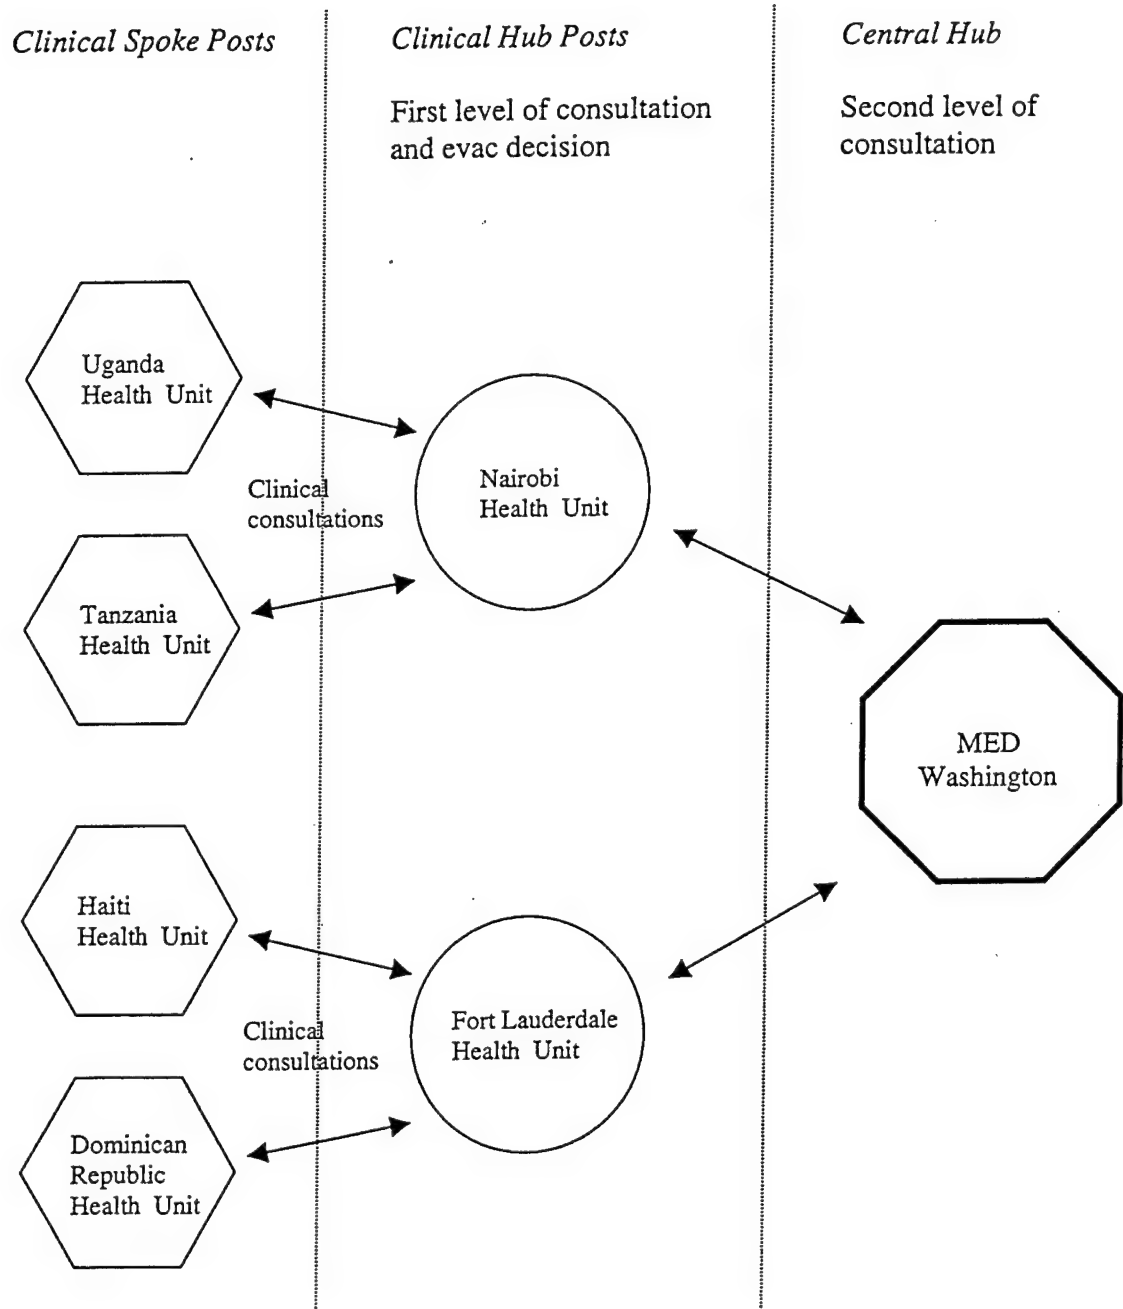 Clinical Spoke Posts
Clinical Hub Posts
Central Hub
First level of consultation
and evac decision
Second level of
consultation
Uganda
Health Unit
Clinical
consultations
Nairobi
Health Unit
Tanzania
Health Unit
MED
Washington
Haiti
Health Unit
Clinical
consultations
Fort Lauderdale
Health Unit
Dominican
Republic
Health Unit